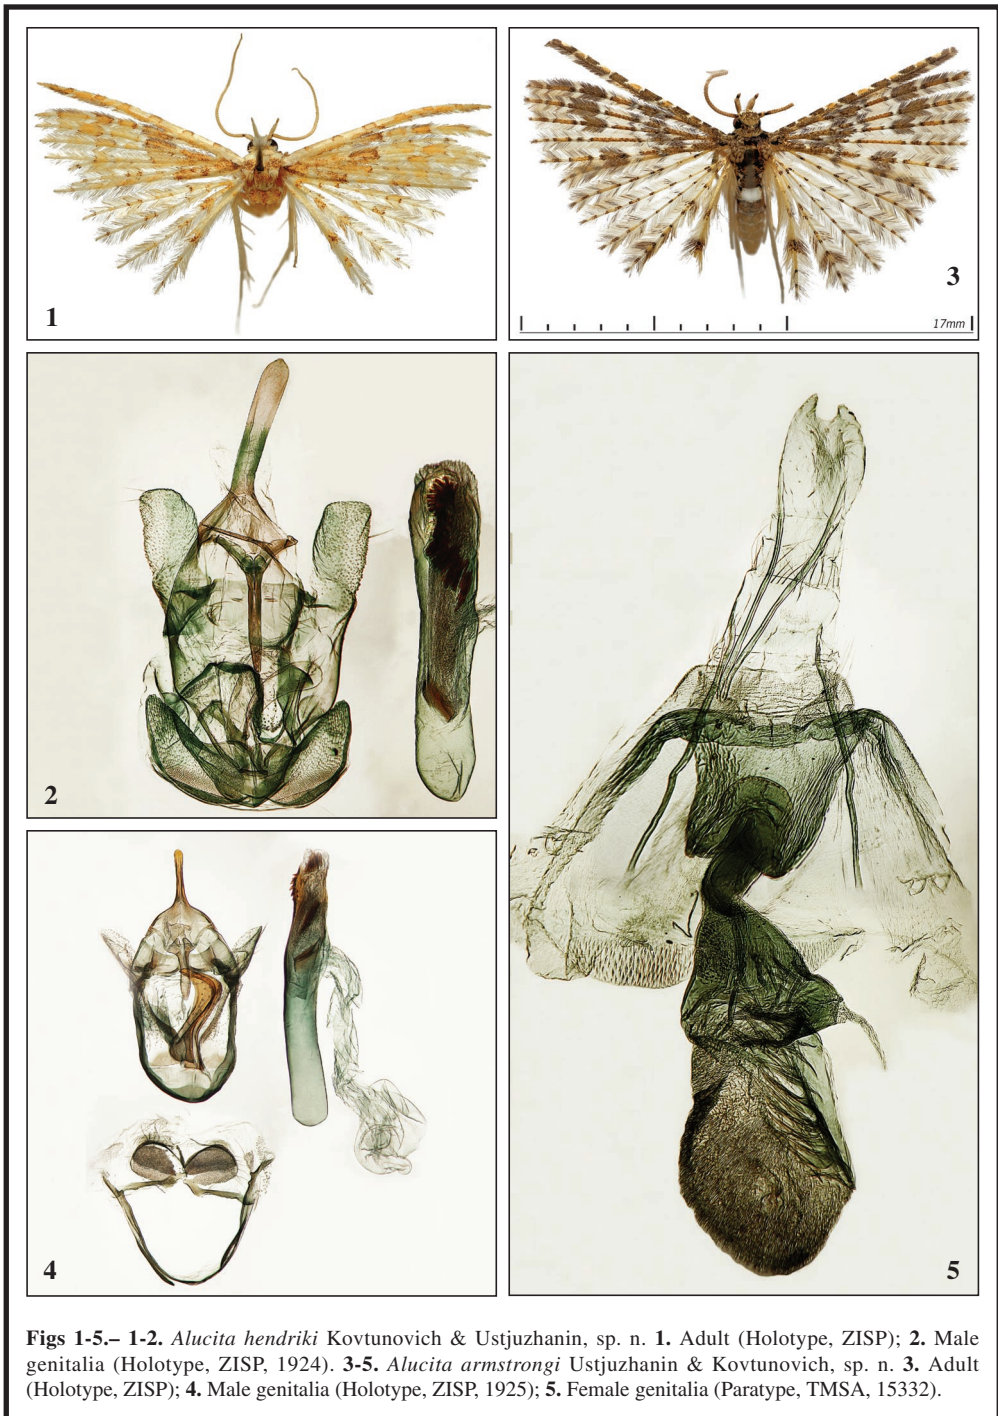 1
3
17mm
2
4
5
Figs 1-5.– 1-2. Alucita hendriki Kovtunovich & Ustjuzhanin, sp. n. 1. Adult (Holotype, ZISP); 2. Male
genitalia (Holotype, ZISP, 1924). 3-5. Alucita armstrongi Ustjuzhanin & Kovtunovich, sp. n. 3. Adult
(Holotype, ZISP); 4. Male genitalia (Holotype, ZISP, 1925); 5. Female genitalia (Paratype, TMSA, 15332).